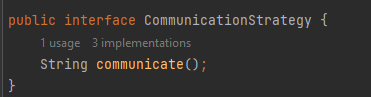 public interface CommunicationStrategy {
1 usage 3 implementations
String communicate();
}